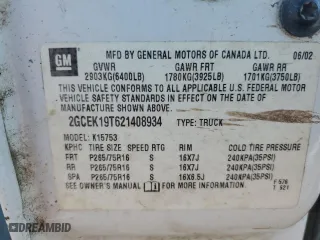 GM
MFD BY GENERAL MOTORS OF CANADA LTD. 06/02
GVWR GAWR FRT GAWR RR
2903KG(6400LB) 1780KG(3925LB) 1701KG(3750LB)
THIS VEHICLE CONFORMS TO ALL APPLICABLE U.S.
FEDERAL MOTOR VEHICLE SAFETY STANDARDS IN
EFFECT ON THE DATE OF MANUFACTURE SHOWN ABOVE.
2GCEK19T621408934 TYPE: TRUCK
MODEL: K15753
KPHC TIRE SIZE SPEED RTG RIM COLD TIRE PRESSURE
FRT P265/75R16 S 16X7J 240KPA(35PSI)
RR P265/75R16 S 16X7J 240KPA(35PSI)
SPA P265/75R16 S 16X6.5J 240KPA(35PSI)
SEE OWNER'S MANUAL FOR ADDITIONAL INFORMATION